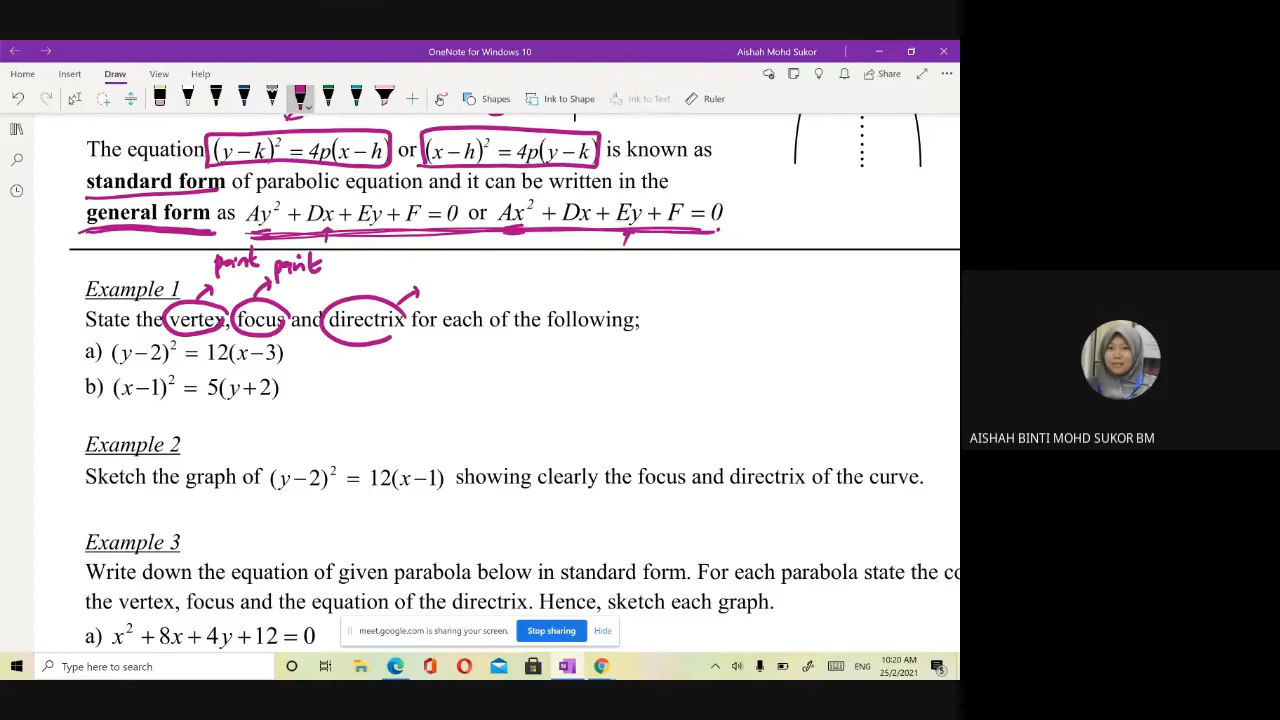 OneNote for Windows 10
Aishah Mohd Sukor
Home Insert Draw View Help
Share
Shapes Ink to Shape Ink to Text Ruler
The equation (y−k)² = 4p(x−h) or (x−h)² = 4p(y−k) is known as
standard form of parabolic equation and it can be written in the
general form as Ay² + Dx + Ey + F = 0 or Ax² + Dx + Ey + F = 0
point point
Example 1
State the vertex, focus and directrix for each of the following;
a) (y−2)² = 12(x−3)
b) (x−1)² = 5(y+2)
Example 2
Sketch the graph of (y−2)² = 12(x−1) showing clearly the focus and directrix of the curve.
Example 3
Write down the equation of given parabola below in standard form. For each parabola state the co
the vertex, focus and the equation of the directrix. Hence, sketch each graph.
a) x² + 8x + 4y + 12 = 0
meet.google.com is sharing your screen. Stop sharing Hide
Type here to search
ENG
10:20 AM
25/2/2021
5
AISHAH BINTI MOHD SUKOR BM